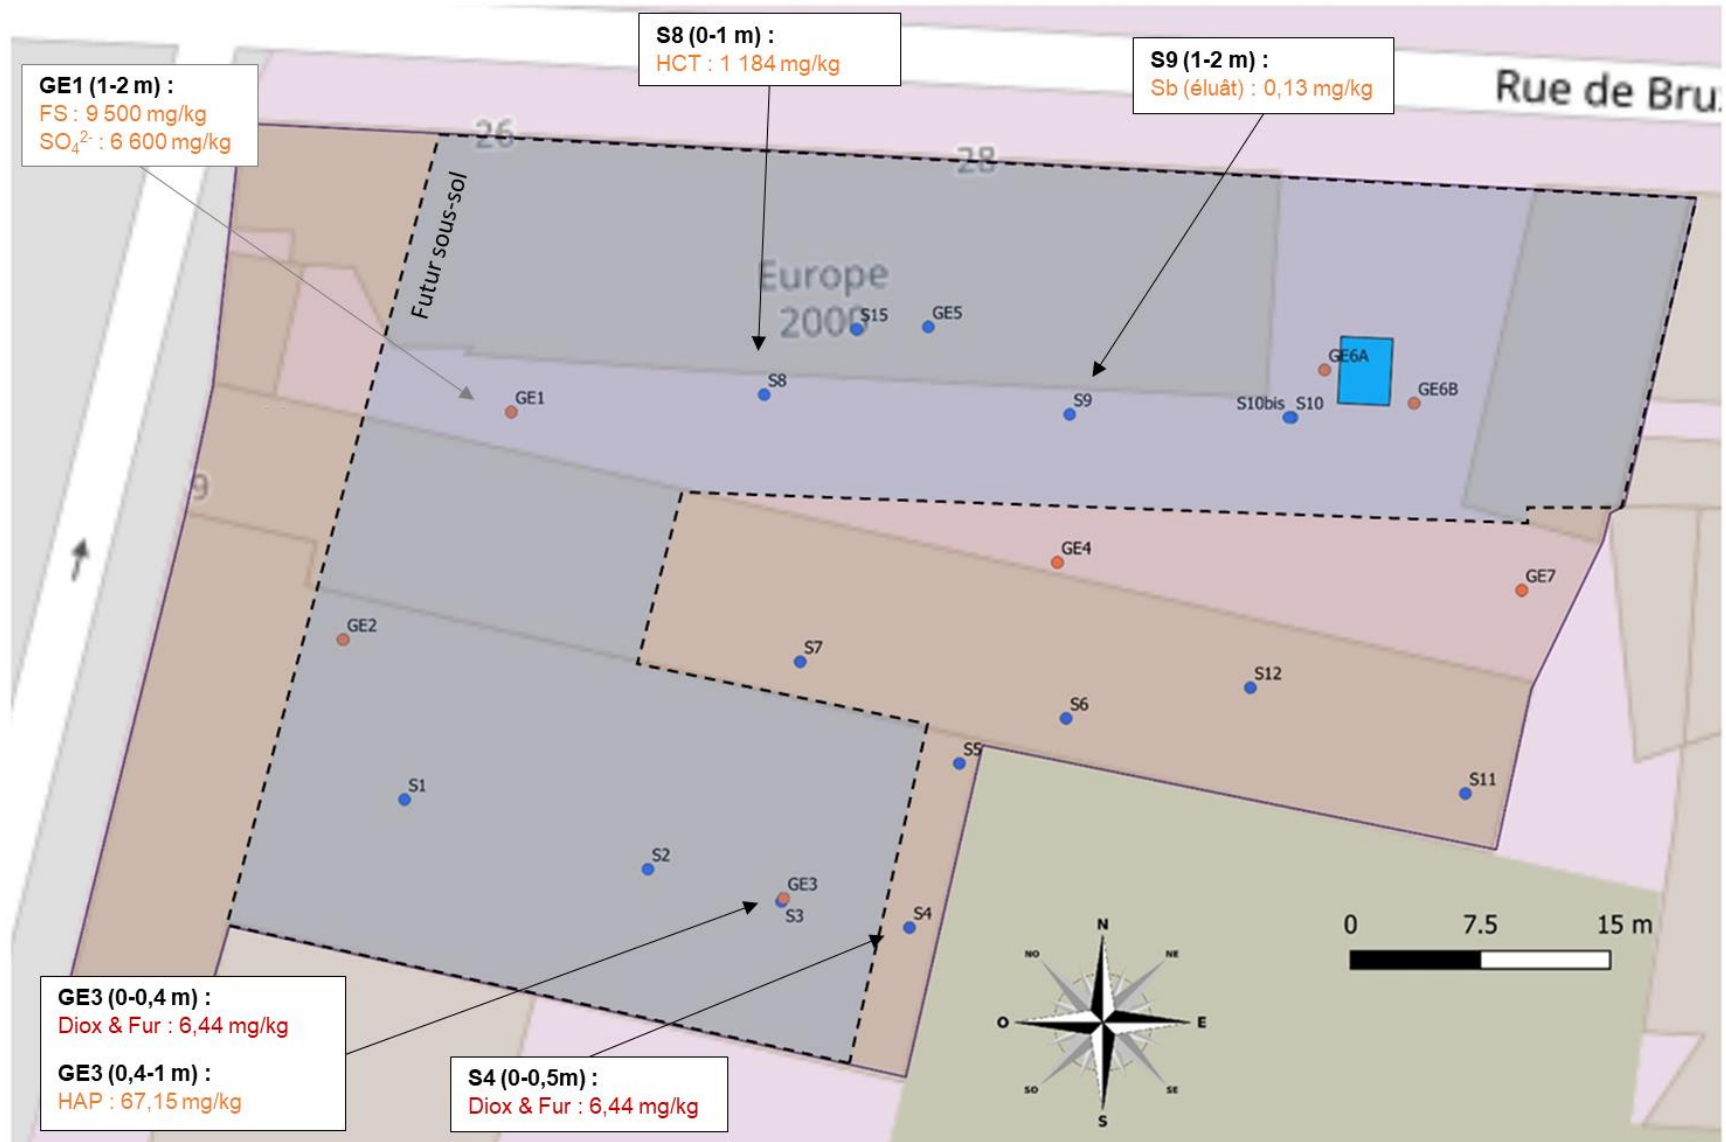 S8 (0-1 m) :
HCT : 1 184 mg/kg
S9 (1-2 m) :
Sb (éluât) : 0,13 mg/kg
GE1 (1-2 m) :
FS : 9 500 mg/kg
SO₄²⁻ : 6 600 mg/kg
Rue de Bru
26
28
Futur sous-sol
Europe
2000
S15
GE5
GE6A
S8
GE1
S9
S10bis
S10
GE6B
9
GE4
GE7
GE2
S7
S12
S6
S5
S1
S11
S2
GE3
S3
S4
0
7.5
15 m
N
NO
NE
O
E
SO
SE
S
GE3 (0-0,4 m) :
Diox & Fur : 6,44 mg/kg
GE3 (0,4-1 m) :
HAP : 67,15 mg/kg
S4 (0-0,5m) :
Diox & Fur : 6,44 mg/kg